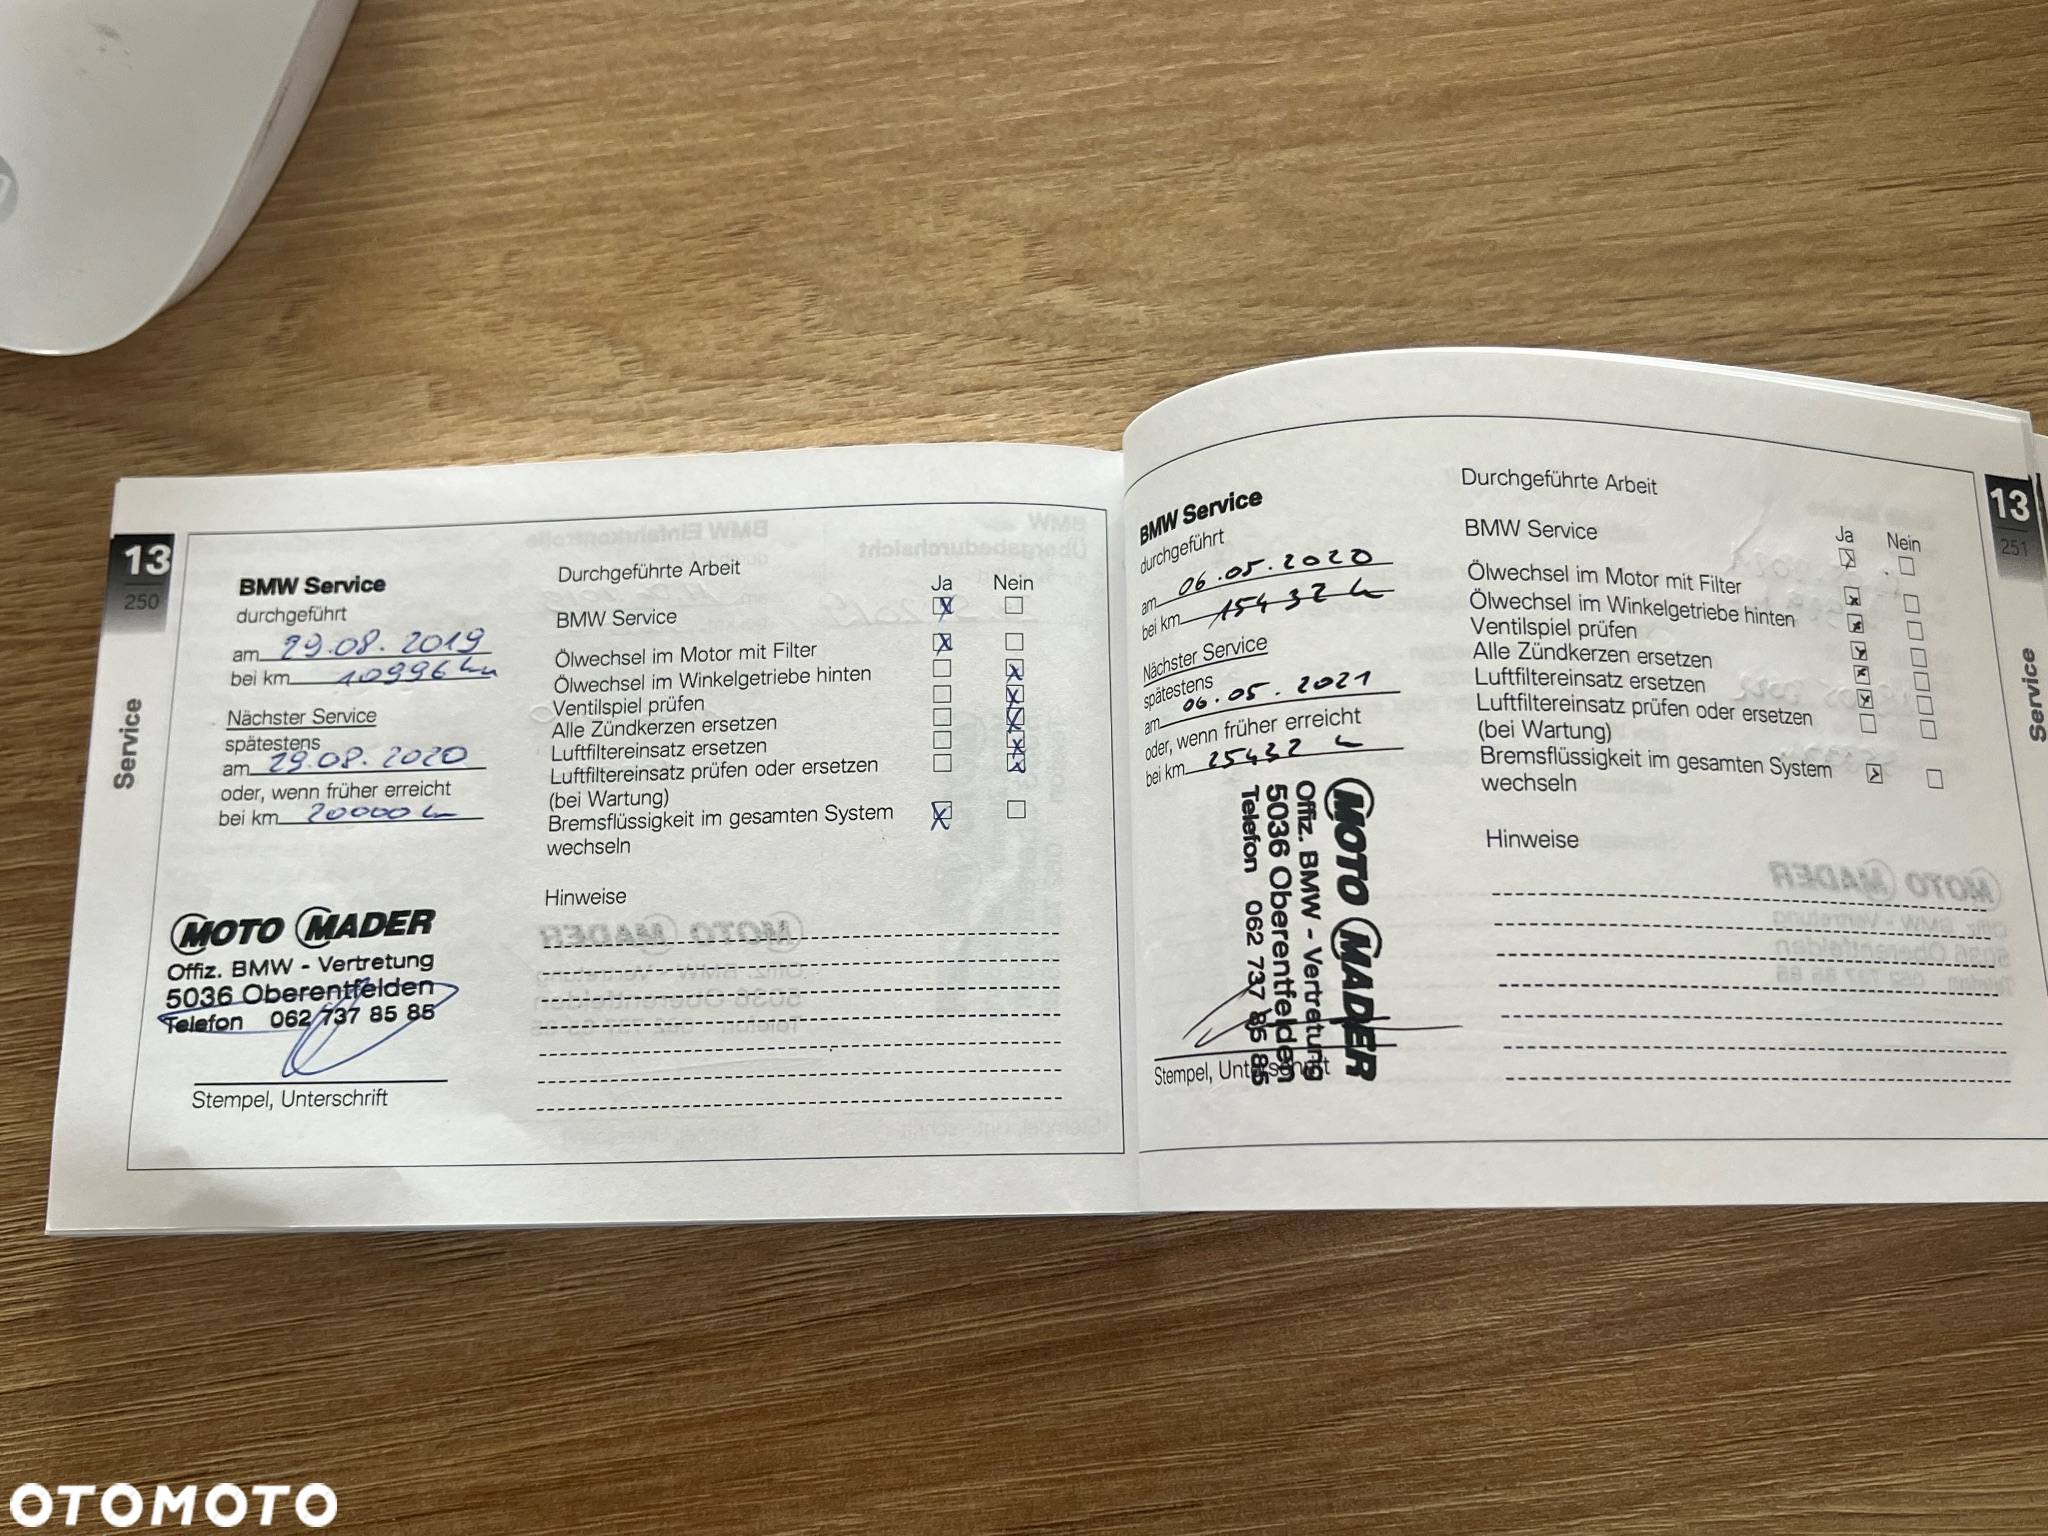 13
250
Service
BMW Service
durchgeführt
am 29.08.2019
bei km 10996 km
Nächster Service
spätestens
am 29.08.2020
oder, wenn früher erreicht
bei km 20000 km
MOTO MADER
Offiz. BMW - Vertretung
5036 Oberentfelden
Telefon 062 737 85 85
Stempel, Unterschrift
Durchgeführte Arbeit
Ja Nein
BMW Service
Ölwechsel im Motor mit Filter
Ölwechsel im Winkelgetriebe hinten
Ventilspiel prüfen
Alle Zündkerzen ersetzen
Luftfiltereinsatz ersetzen
Luftfiltereinsatz prüfen oder ersetzen
(bei Wartung)
Bremsflüssigkeit im gesamten System
wechseln
Hinweise
BMW Service
durchgeführt
am 06.05.2020
bei km 15432 km
Nächster Service
spätestens
am 06.05.2021
oder, wenn früher erreicht
bei km 25432 km
MOTO MADER
Offiz. BMW - Vertretung
5036 Oberentfelden
Telefon 062 737 85 85
Stempel, Unterschrift
Durchgeführte Arbeit
Ja Nein
BMW Service
Ölwechsel im Motor mit Filter
Ölwechsel im Winkelgetriebe hinten
Ventilspiel prüfen
Alle Zündkerzen ersetzen
Luftfiltereinsatz ersetzen
Luftfiltereinsatz prüfen oder ersetzen
(bei Wartung)
Bremsflüssigkeit im gesamten System
wechseln
Hinweise
13
251
Service
OTOMOTO